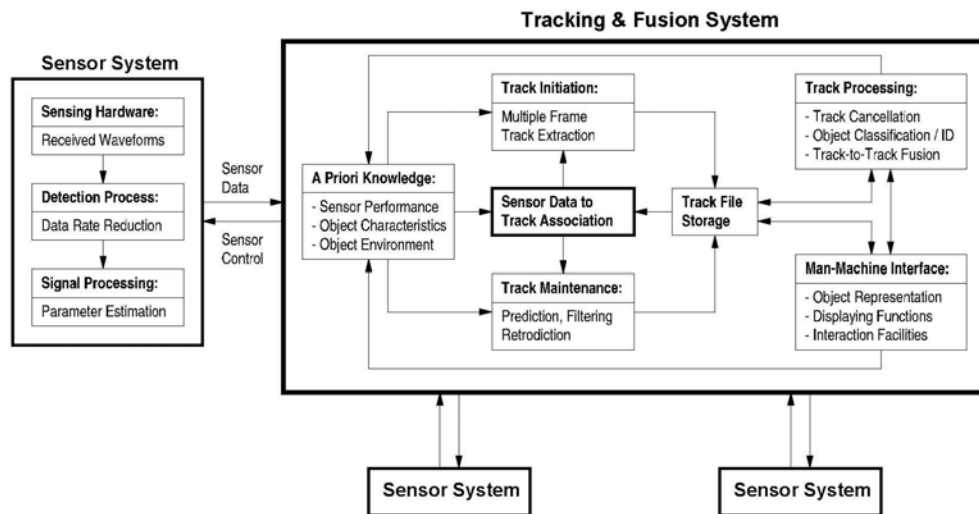 Tracking & Fusion System
Sensor System
Sensing Hardware:
Received Waveforms
Detection Process:
Data Rate Reduction
Signal Processing:
Parameter Estimation
Sensor
Data
Sensor
Control
A Priori Knowledge:
- Sensor Performance
- Object Characteristics
- Object Environment
Track Initiation:
Multiple Frame
Track Extraction
Sensor Data to
Track Association
Track Maintenance:
Prediction, Filtering
Retrodiction
Track File
Storage
Track Processing:
- Track Cancellation
- Object Classification / ID
- Track-to-Track Fusion
Man-Machine Interface:
- Object Representation
- Displaying Functions
- Interaction Facilities
Sensor System
Sensor System